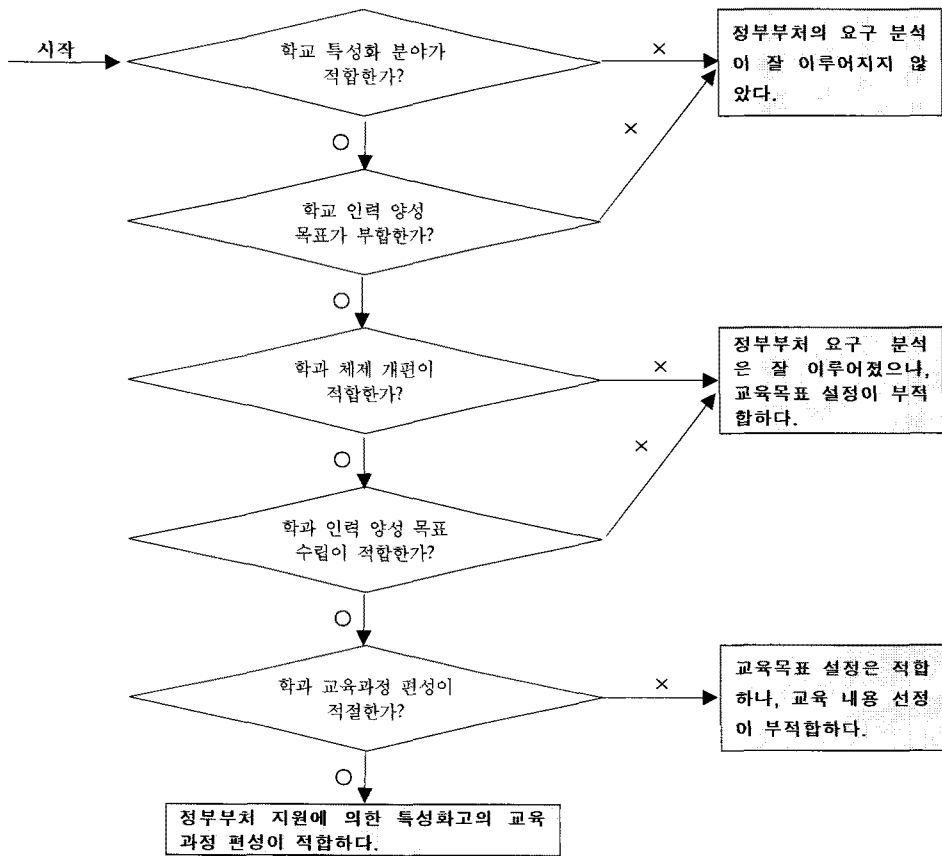 시작
학교 특성화 분야가
적합한가?
×
정부부처의 요구 분석
이 잘 이루어지지 않
았다.
○
×
학교 인력 양성
목표가 부합한가?
○
학과 체제 개편이
적합한가?
×
정부부처 요구 분석
은 잘 이루어졌으나,
교육목표 설정이 부적
합하다.
○
×
학과 인력 양성 목표
수립이 적합한가?
○
학과 교육과정 편성이
적절한가?
×
교육목표 설정은 적합
하나, 교육 내용 선정
이 부적합하다.
○
정부부처 지원에 의한 특성화고의 교육
과정 편성이 적합하다.